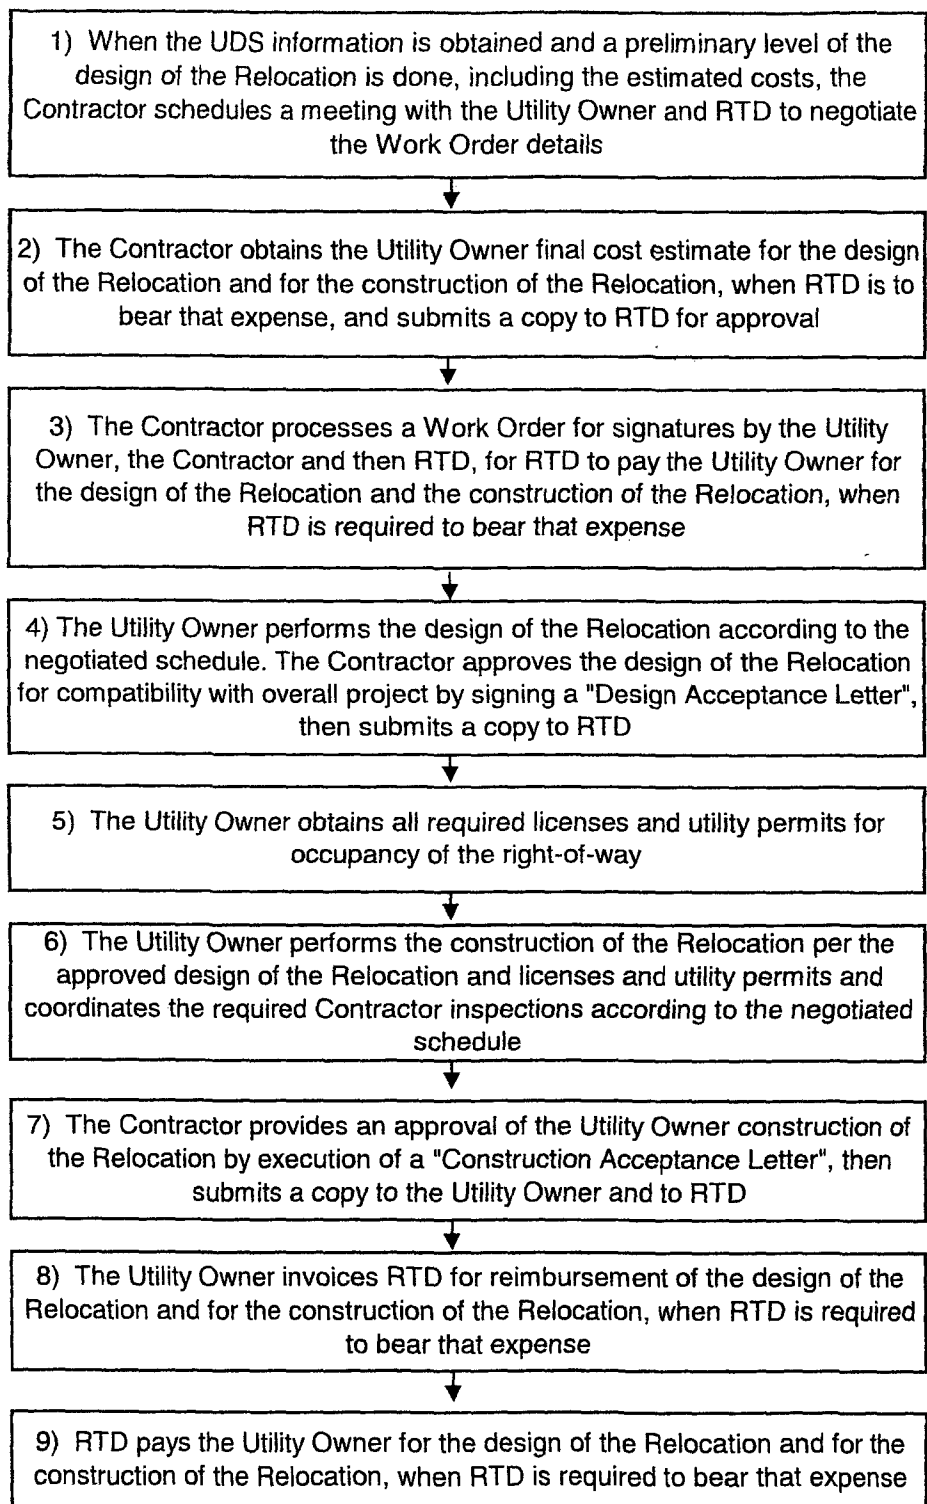 1) When the UDS information is obtained and a preliminary level of the
design of the Relocation is done, including the estimated costs, the
Contractor schedules a meeting with the Utility Owner and RTD to negotiate
the Work Order details
2) The Contractor obtains the Utility Owner final cost estimate for the design
of the Relocation and for the construction of the Relocation, when RTD is to
bear that expense, and submits a copy to RTD for approval
3) The Contractor processes a Work Order for signatures by the Utility
Owner, the Contractor and then RTD, for RTD to pay the Utility Owner for
the design of the Relocation and the construction of the Relocation, when
RTD is required to bear that expense
4) The Utility Owner performs the design of the Relocation according to the
negotiated schedule. The Contractor approves the design of the Relocation
for compatibility with overall project by signing a "Design Acceptance Letter",
then submits a copy to RTD
5) The Utility Owner obtains all required licenses and utility permits for
occupancy of the right-of-way
6) The Utility Owner performs the construction of the Relocation per the
approved design of the Relocation and licenses and utility permits and
coordinates the required Contractor inspections according to the negotiated
schedule
7) The Contractor provides an approval of the Utility Owner construction of
the Relocation by execution of a "Construction Acceptance Letter", then
submits a copy to the Utility Owner and to RTD
8) The Utility Owner invoices RTD for reimbursement of the design of the
Relocation and for the construction of the Relocation, when RTD is required
to bear that expense
9) RTD pays the Utility Owner for the design of the Relocation and for the
construction of the Relocation, when RTD is required to bear that expense